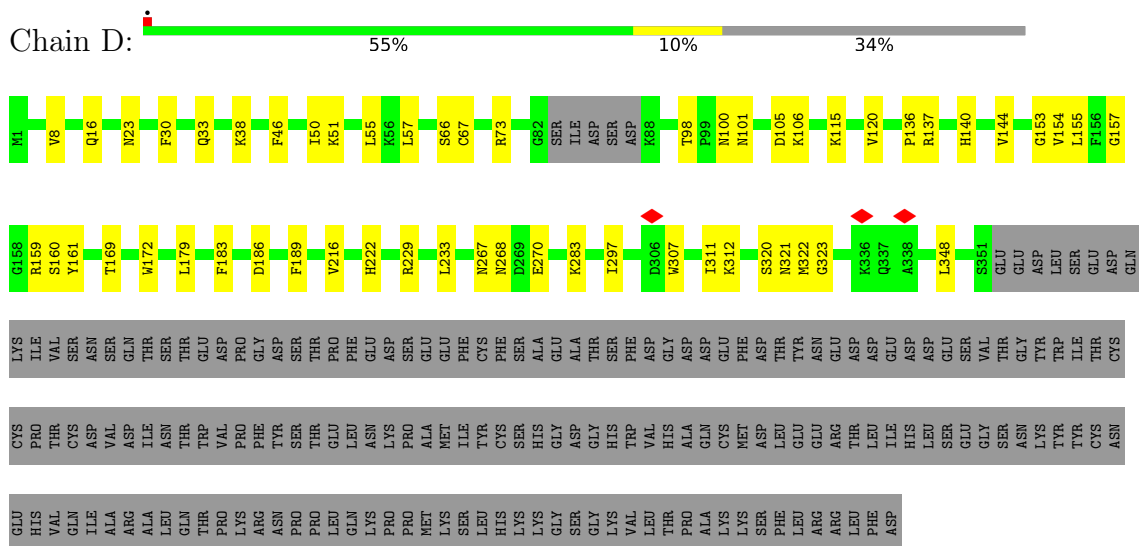 Chain D:
55% 10% 34%
M1 V8 Q16 N23 F30 Q33 K38 F46 I50 K51 L55 K56 L57 S66 C67 R73 G82 SER ILE ASP SER ASP K88 T98 P99 N100 N101 D105 K106 K115 V120 P136 R137 H140 V144 G153 V154 L155 F156 G157
G158 R159 S160 Y161 T169 W172 L179 F183 D186 F189 V216 H222 R229 L233 N267 N268 D269 E270 K283 I297 D306 W307 I311 K312 S320 N321 M322 G323 K336 Q337 A338 L348 S351 GLU GLU ASP LEU SER GLU ASP GLN
LYS ILE VAL SER ASN SER GLN THR SER THR GLU ASP PRO GLY ASP SER THR PRO PHE GLU ASP SER GLU GLU PHE CYS PHE SER ALA GLU ALA THR SER PHE ASP GLY ASP ASP GLU PHE ASP THR TYR ASN GLU ASP ASP GLU ASP ASP GLU SER VAL THR GLY TYR TRP ILE THR CYS
CYS PRO THR CYS ASP VAL ASP ILE ASN THR TRP VAL PRO PHE TYR SER THR GLU LEU ASN LYS PRO ALA MET ILE TYR CYS SER HIS GLY ASP GLY HIS TRP VAL HIS ALA GLN CYS MET ASP LEU GLU GLU ARG THR LEU ILE HIS LEU SER GLU GLY SER ASN LYS TYR TYR CYS ASN
GLU HIS VAL GLN ILE ALA ARG ALA LEU GLN THR PRO LYS ARG ASN PRO PRO LEU GLN LYS PRO PRO MET LYS SER LEU HIS LYS LYS GLY SER GLY LYS VAL LEU THR PRO ALA LYS LYS SER PHE LEU ARG ARG LEU PHE ASP